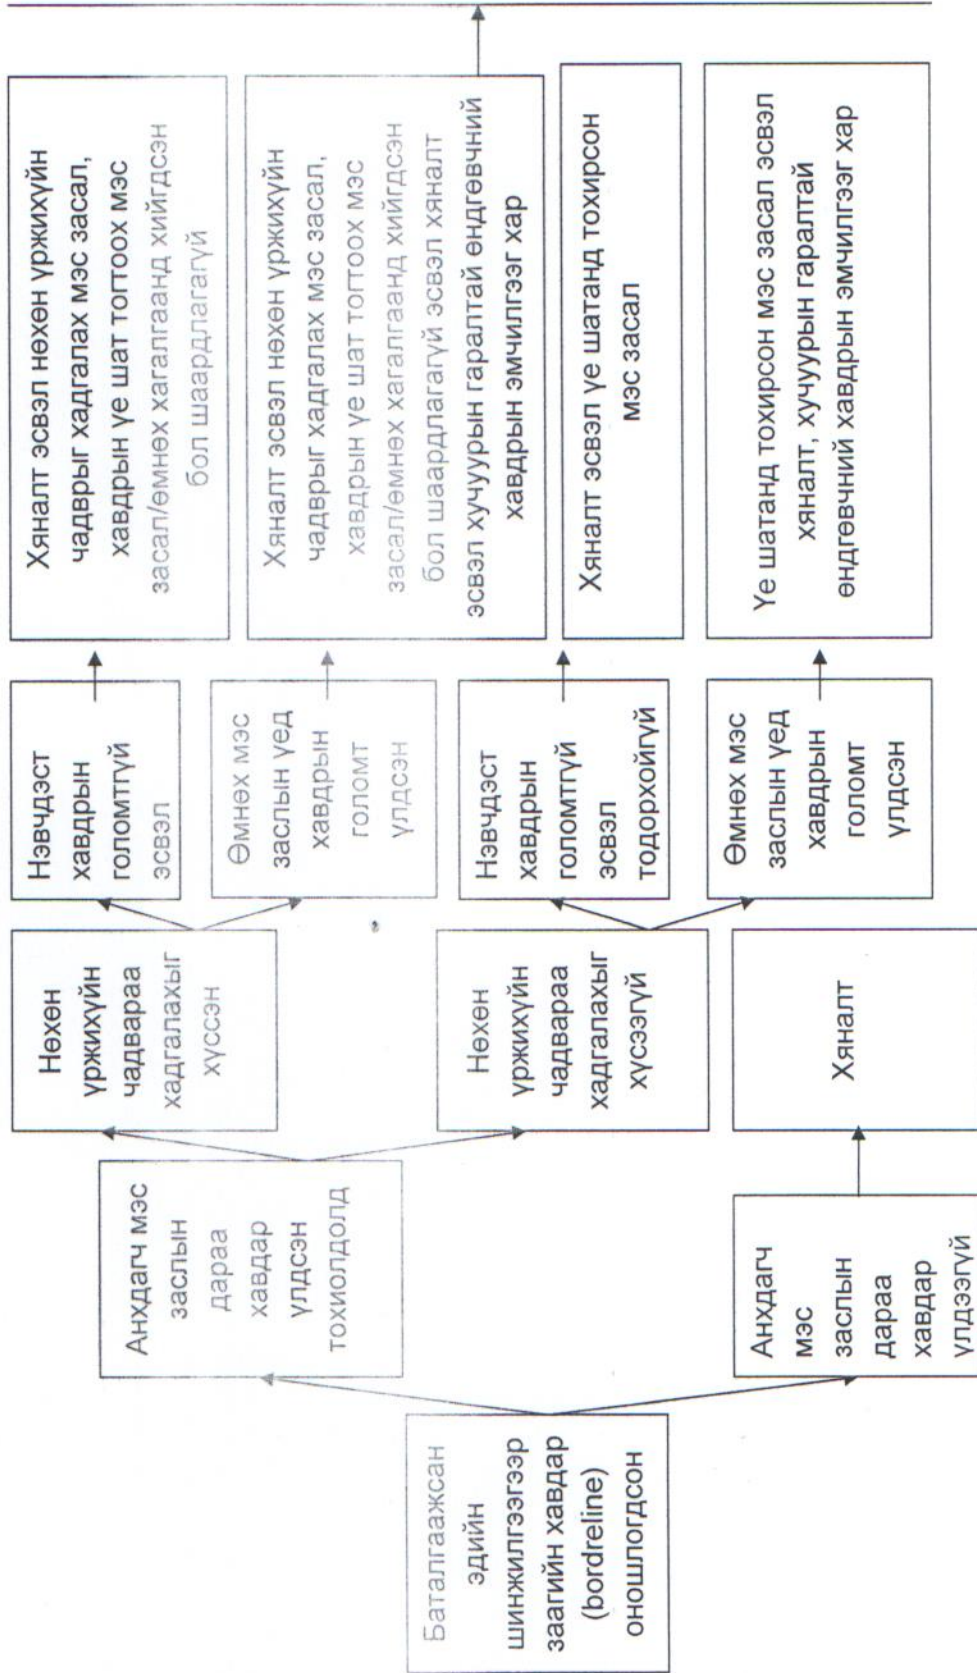 Баталгаажсан
эдийн
шинжилгээгээр
заагийн хавдар
(bordreline)
оношлогдсон
Анхдагч мэс
заслын
дараа
хавдар
үлдсэн
тохиолдолд
Анхдагч
мэс
заслын
дараа
хавдар
үлдээгүй
Нөхөн
үржихүйн
чадвараа
хадгалахыг
хүссэн
Нөхөн
үржихүйн
чадвараа
хадгалахыг
хүсээгүй
Хяналт
Нэвчдэст
хавдрын
голомтгүй
эсвэл
Өмнөх мэс
заслын үед
хавдрын
голомт
үлдсэн
Нэвчдэст
хавдрын
голомтгүй
эсвэл
тодорхойгүй
Өмнөх мэс
заслын үед
хавдрын
голомт
үлдсэн
Хяналт эсвэл нөхөн үржихүйн
чадврыг хадгалах мэс засал,
хавдрын үе шат тогтоох мэс
засал/өмнөх хагалгаанд хийгдсэн
бол шаардлагагүй
Хяналт эсвэл нөхөн үржихүйн
чадврыг хадгалах мэс засал,
хавдрын үе шат тогтоох мэс
засал/өмнөх хагалгаанд хийгдсэн
бол шаардлагагүй эсвэл хяналт
эсвэл хучуурын гаралтай өндгөвчний
хавдрын эмчилгээг хар
Хяналт эсвэл үе шатанд тохирсон
мэс засал
Үе шатанд тохирсон мэс засал эсвэл
хяналт, хучуурын гаралтай
өндгөвчний хавдрын эмчилгээг хар